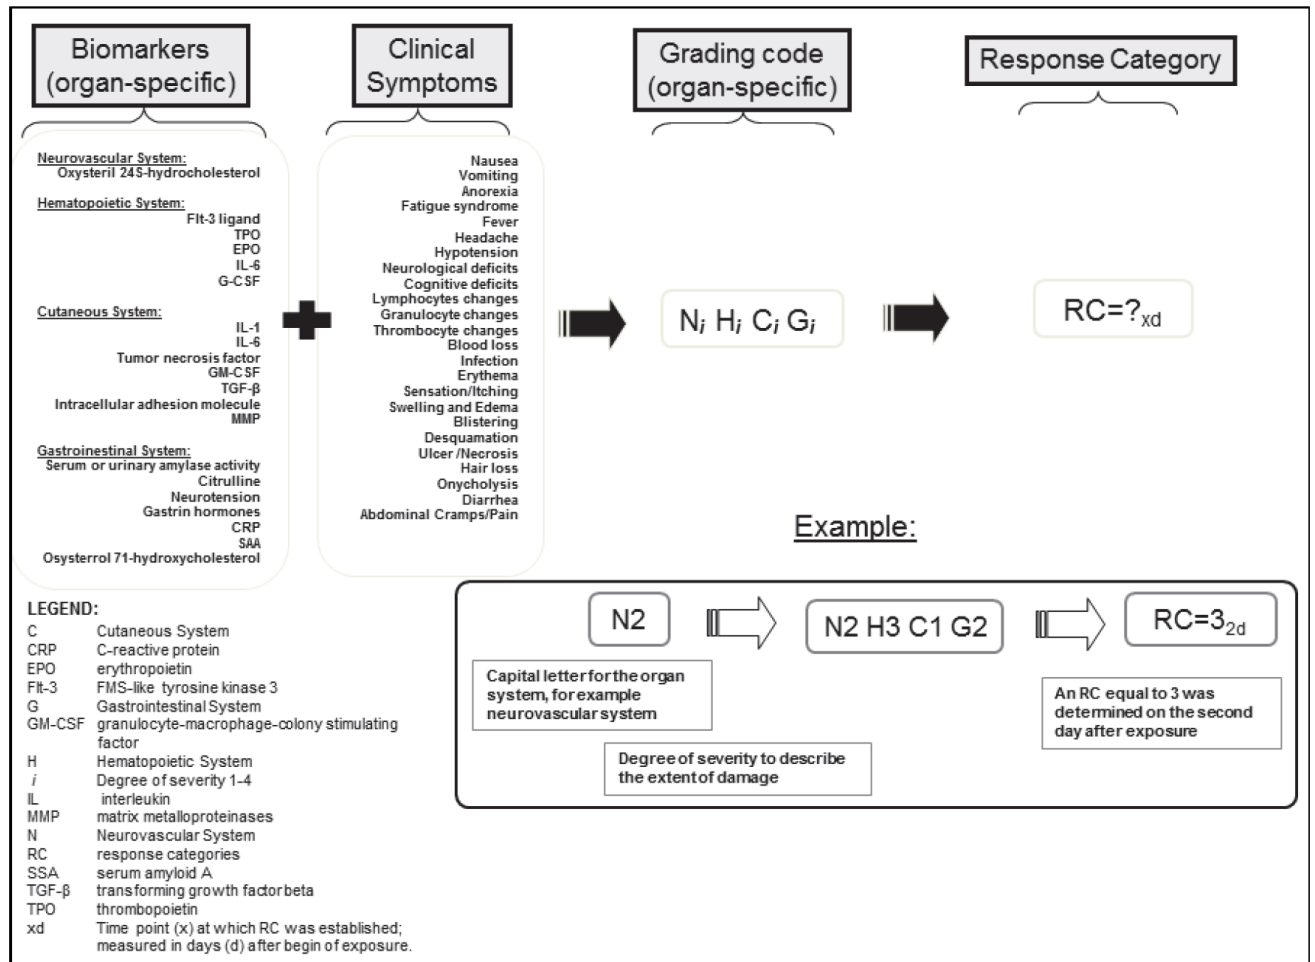 Biomarkers
(organ-specific)
Clinical
Symptoms
Grading code
(organ-specific)
Response Category
Neurovascular System:
Oxysteril 24S-hydrocholesterol
Hematopoietic System:
Flt-3 ligand
TPO
EPO
IL-6
G-CSF
Cutaneous System:
IL-1
IL-6
Tumor necrosis factor
GM-CSF
TGF-β
Intracellular adhesion molecule
MMP
Gastroinestinal System:
Serum or urinary amylase activity
Citrulline
Neurotension
Gastrin hormones
CRP
SAA
Osysterrol 71-hydroxycholesterol
Nausea
Vomiting
Anorexia
Fatigue syndrome
Fever
Headache
Hypotension
Neurological deficits
Cognitive deficits
Lymphocytes changes
Granulocyte changes
Thrombocyte changes
Blood loss
Infection
Erythema
Sensation/Itching
Swelling and Edema
Blistering
Desquamation
Ulcer /Necrosis
Hair loss
Onycholysis
Diarrhea
Abdominal Cramps/Pain
Ni Hi Ci Gi
RC=?xd
Example:
N2
N2 H3 C1 G2
RC=32d
Capital letter for the organ
system, for example
neurovascular system
Degree of severity to describe
the extent of damage
An RC equal to 3 was
determined on the second
day after exposure
LEGEND:
C Cutaneous System
CRP C-reactive protein
EPO erythropoietin
Flt-3 FMS-like tyrosine kinase 3
G Gastrointestinal System
GM-CSF granulocyte-macrophage-colony stimulating
factor
H Hematopoietic System
i Degree of severity 1-4
IL interleukin
MMP matrix metalloproteinases
N Neurovascular System
RC response categories
SSA serum amyloid A
TGF-β transforming growth factor beta
TPO thrombopoietin
xd Time point (x) at which RC was established;
measured in days (d) after begin of exposure.